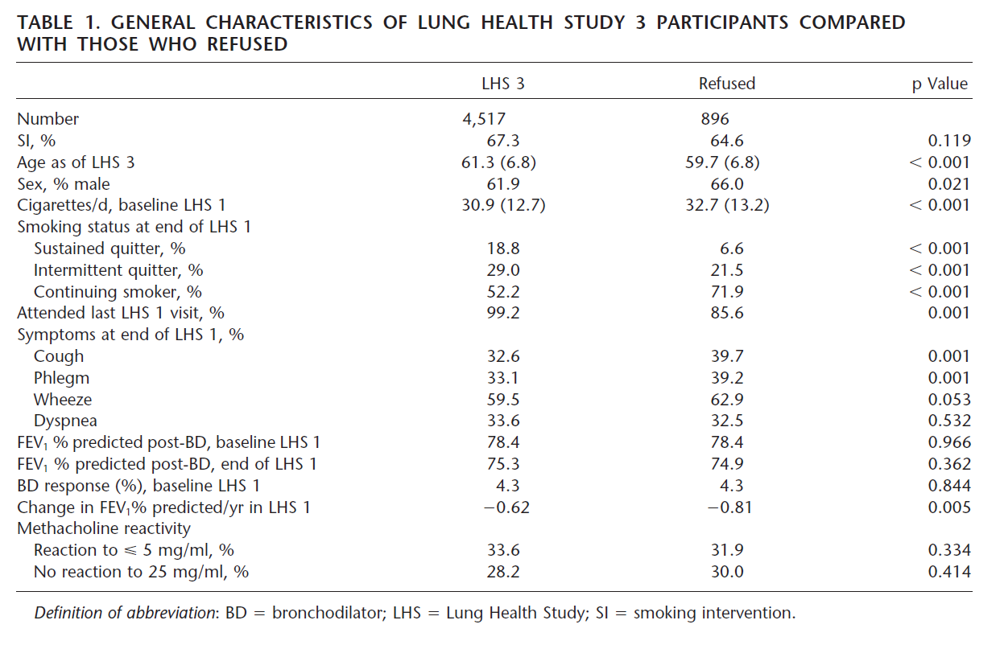 TABLE 1. GENERAL CHARACTERISTICS OF LUNG HEALTH STUDY 3 PARTICIPANTS COMPARED
WITH THOSE WHO REFUSED
LHS 3 Refused p Value
Number 4,517 896
SI, % 67.3 64.6 0.119
Age as of LHS 3 61.3 (6.8) 59.7 (6.8) < 0.001
Sex, % male 61.9 66.0 0.021
Cigarettes/d, baseline LHS 1 30.9 (12.7) 32.7 (13.2) < 0.001
Smoking status at end of LHS 1
Sustained quitter, % 18.8 6.6 < 0.001
Intermittent quitter, % 29.0 21.5 < 0.001
Continuing smoker, % 52.2 71.9 < 0.001
Attended last LHS 1 visit, % 99.2 85.6 0.001
Symptoms at end of LHS 1, %
Cough 32.6 39.7 0.001
Phlegm 33.1 39.2 0.001
Wheeze 59.5 62.9 0.053
Dyspnea 33.6 32.5 0.532
FEV₁ % predicted post-BD, baseline LHS 1 78.4 78.4 0.966
FEV₁ % predicted post-BD, end of LHS 1 75.3 74.9 0.362
BD response (%), baseline LHS 1 4.3 4.3 0.844
Change in FEV₁% predicted/yr in LHS 1 −0.62 −0.81 0.005
Methacholine reactivity
Reaction to ⩽ 5 mg/ml, % 33.6 31.9 0.334
No reaction to 25 mg/ml, % 28.2 30.0 0.414
Definition of abbreviation: BD = bronchodilator; LHS = Lung Health Study; SI = smoking intervention.